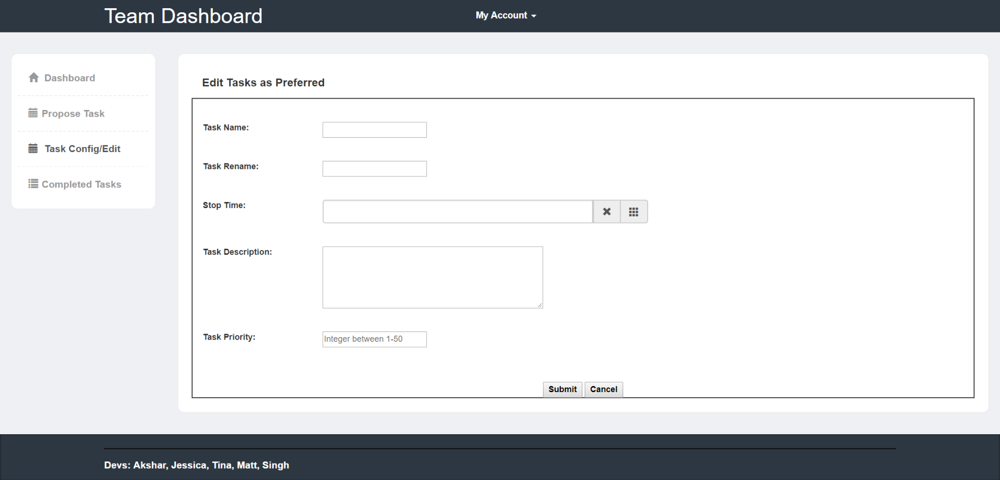 Team Dashboard
My Account
Dashboard
Propose Task
Task Config/Edit
Completed Tasks
Edit Tasks as Preferred
Task Name:
Task Rename:
Stop Time:
Task Description:
Task Priority:
Integer between 1-50
Submit Cancel
Devs: Akshar, Jessica, Tina, Matt, Singh